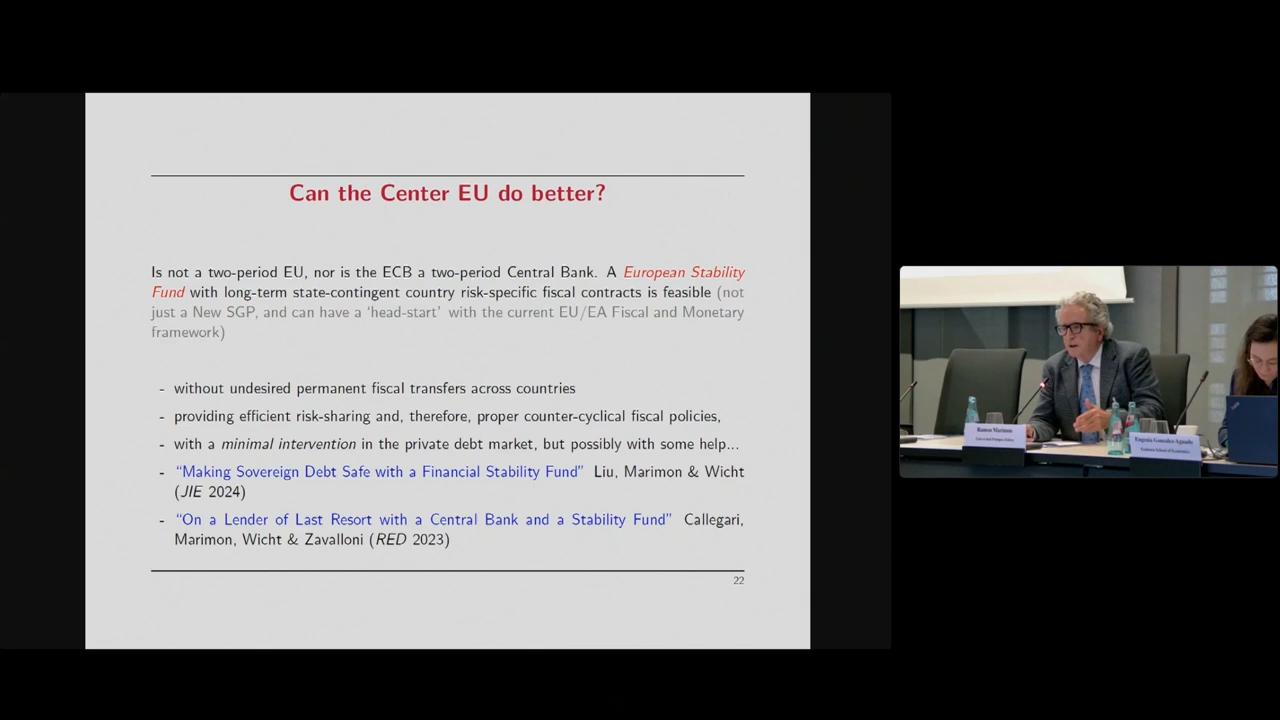 Can the Center EU do better?
Is not a two-period EU, nor is the ECB a two-period Central Bank. A European Stability
Fund with long-term state-contingent country risk-specific fiscal contracts is feasible (not
just a New SGP, and can have a 'head-start' with the current EU/EA Fiscal and Monetary
framework)
- without undesired permanent fiscal transfers across countries
- providing efficient risk-sharing and, therefore, proper counter-cyclical fiscal policies,
- with a minimal intervention in the private debt market, but possibly with some help...
- "Making Sovereign Debt Safe with a Financial Stability Fund" Liu, Marimon & Wicht
(JIE 2024)
- "On a Lender of Last Resort with a Central Bank and a Stability Fund" Callegari,
Marimon, Wicht & Zavalloni (RED 2023)
22
Ramon Marimon
Eugenia Gonzalez-Aguado